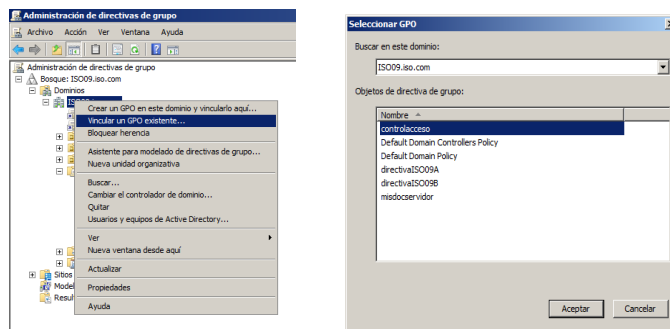 Administración de directivas de grupo
Archivo Acción Ver Ventana Ayuda
Administración de directivas de grupo
Bosque: ISO09.iso.com
Dominios
Crear un GPO en este dominio y vincularlo aquí...
Vincular un GPO existente...
Bloquear herencia
Asistente para modelado de directivas de grupo...
Nueva unidad organizativa
Buscar...
Cambiar el controlador de dominio...
Quitar
Usuarios y equipos de Active Directory...
Ver
Nueva ventana desde aquí
Actualizar
Propiedades
Ayuda
Sitios
Model
Resul
Seleccionar GPO
Buscar en este dominio:
ISO09.iso.com
Objetos de directiva de grupo:
Nombre
controlacceso
Default Domain Controllers Policy
Default Domain Policy
directivaISO09A
directivaISO09B
misdocservidor
Aceptar Cancelar